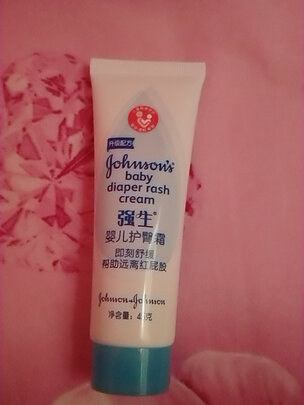 升级配方
Johnson's®
baby
diaper rash
cream
强生®
婴儿护臀霜
即刻舒缓
帮助远离红屁股
Johnson & Johnson
净含量:
克